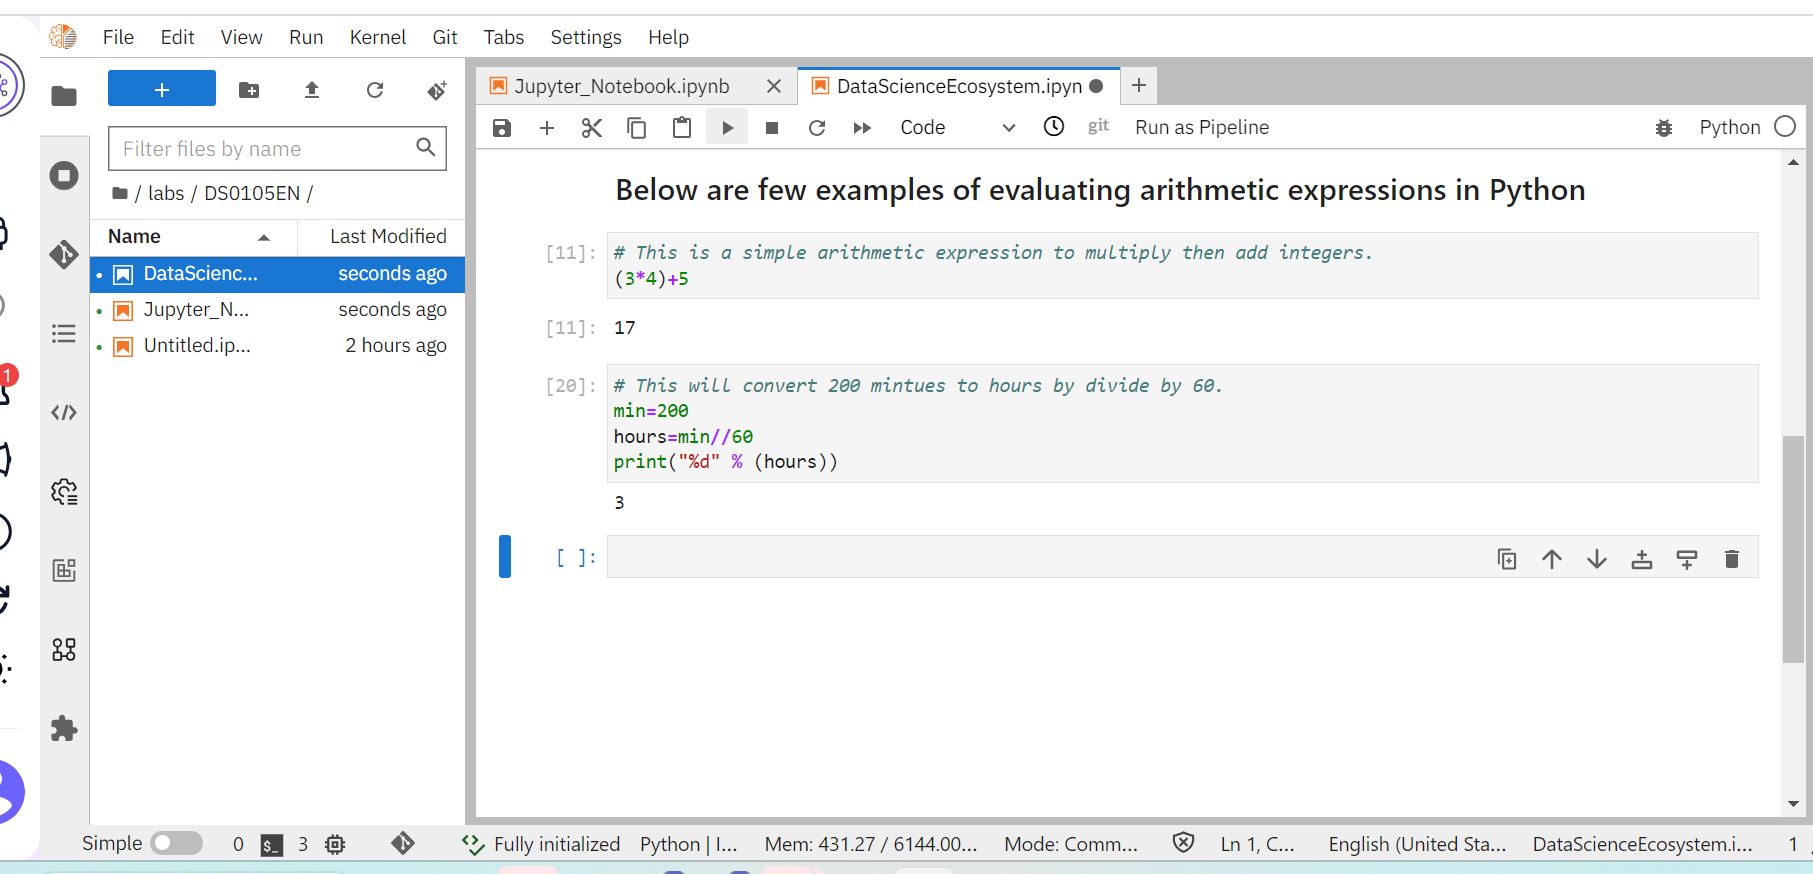 File Edit View Run Kernel Git Tabs Settings Help
+
Jupyter_Notebook.ipynb
DataScienceEcosystem.ipyn
Filter files by name
Code
git
Run as Pipeline
Python
/ labs / DS0105EN /
Name Last Modified
DataScienc... seconds ago
Jupyter_N... seconds ago
Untitled.ip... 2 hours ago
1
Below are few examples of evaluating arithmetic expressions in Python
[11]: # This is a simple arithmetic expression to multiply then add integers.
(3*4)+5
[11]: 17
[20]: # This will convert 200 mintues to hours by divide by 60.
min=200
hours=min//60
print("%d" % (hours))
3
[ ]:
Simple 0 $_ 3 Fully initialized Python | I... Mem: 431.27 / 6144.00... Mode: Comm... Ln 1, C... English (United Sta... DataScienceEcosystem.i... 1